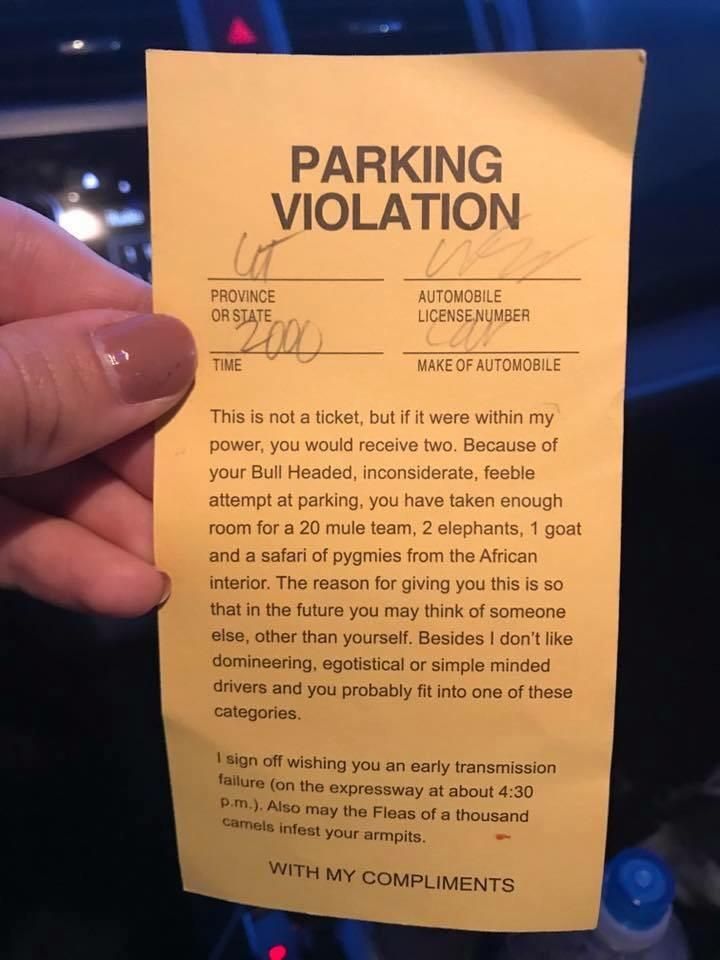 PARKING
VIOLATION
UT
PROVINCE AUTOMOBILE
OR STATE LICENSE NUMBER
2000 car
TIME MAKE OF AUTOMOBILE
This is not a ticket, but if it were within my
power, you would receive two. Because of
your Bull Headed, inconsiderate, feeble
attempt at parking, you have taken enough
room for a 20 mule team, 2 elephants, 1 goat
and a safari of pygmies from the African
interior. The reason for giving you this is so
that in the future you may think of someone
else, other than yourself. Besides I don't like
domineering, egotistical or simple minded
drivers and you probably fit into one of these
categories.
I sign off wishing you an early transmission
failure (on the expressway at about 4:30
p.m.). Also may the Fleas of a thousand
camels infest your armpits.
WITH MY COMPLIMENTS